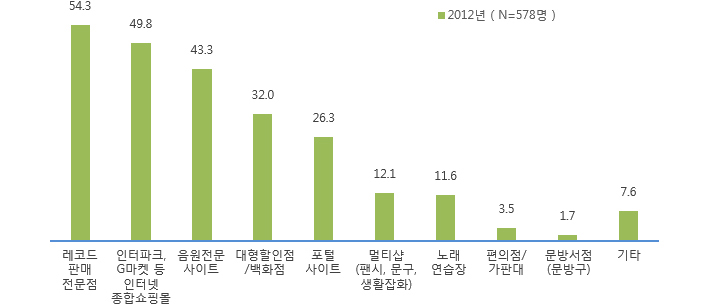 2012년 ( N=578명 )
54.3
49.8
43.3
32.0
26.3
12.1
11.6
3.5
1.7
7.6
레코드
판매
전문점
인터파크,
G마켓 등
인터넷
종합쇼핑몰
음원전문
사이트
대형할인점
/백화점
포털
사이트
멀티샵
(팬시, 문구,
생활잡화)
노래
연습장
편의점/
가판대
문방서점
(문방구)
기타